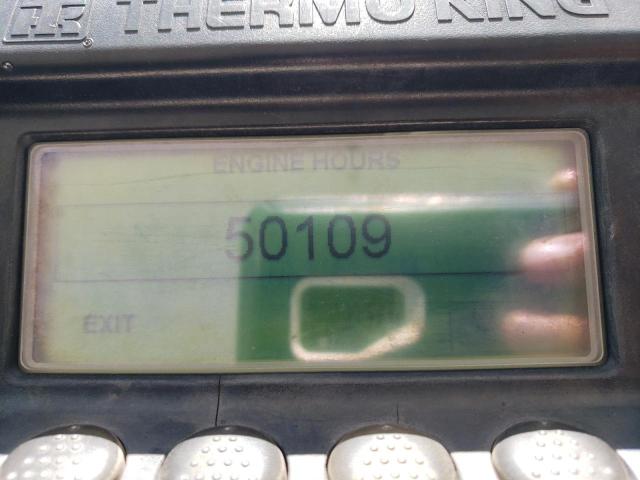 THERMO KING
ENGINE HOURS
50109
EXIT